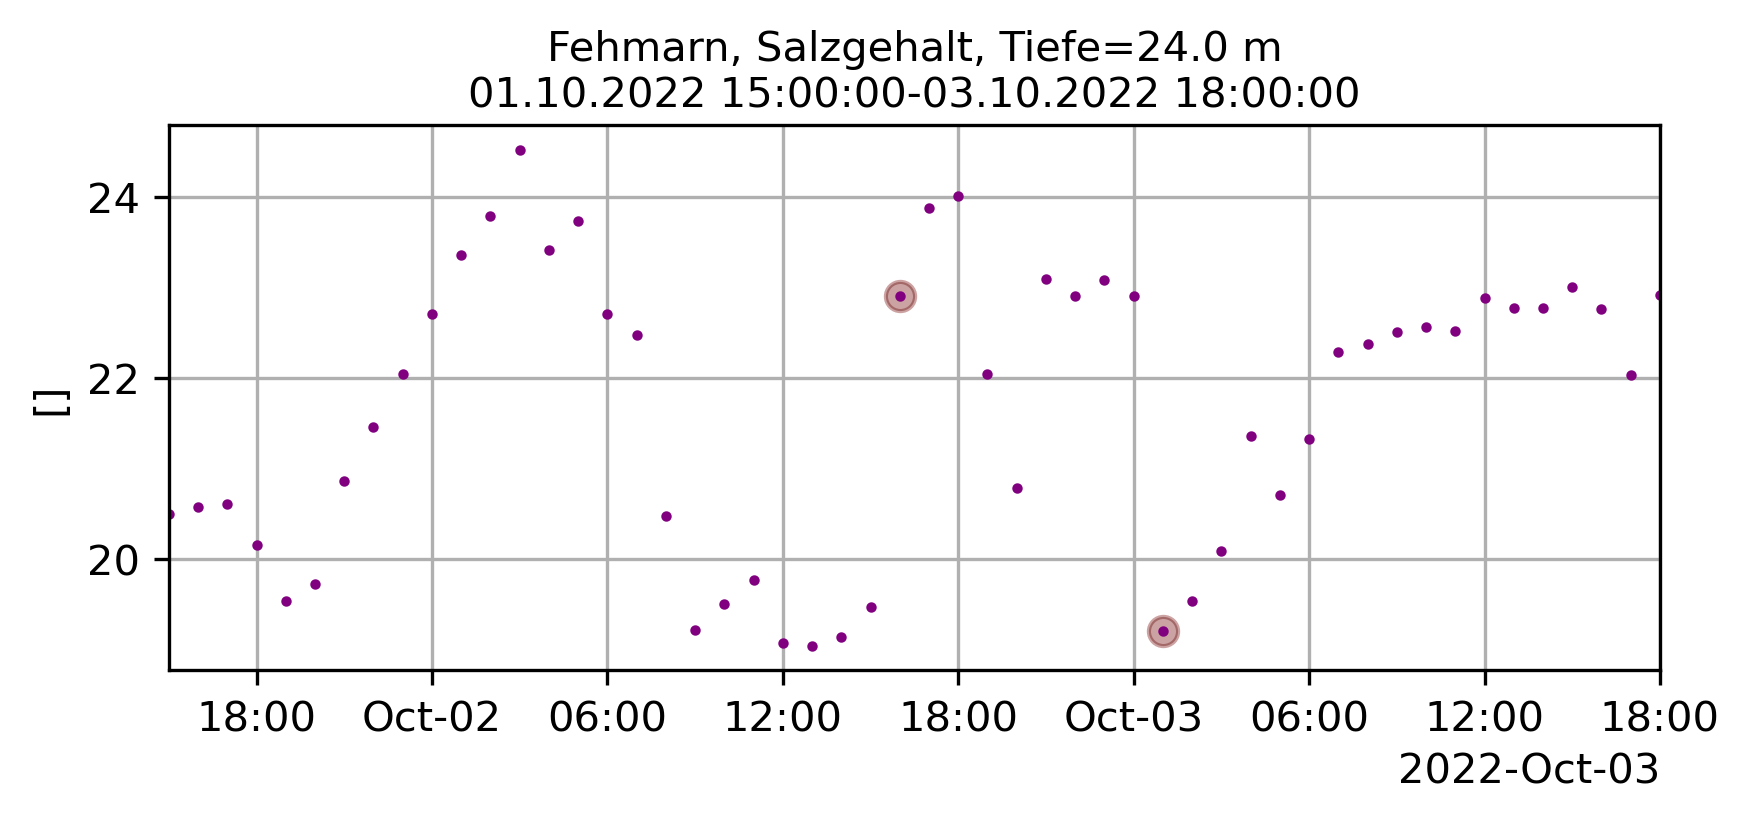 Fehmarn, Salzgehalt, Tiefe=24.0 m
01.10.2022 15:00:00-03.10.2022 18:00:00
24
22
20
[]
18:00 Oct-02 06:00 12:00 18:00 Oct-03 06:00 12:00 18:00
2022-Oct-03